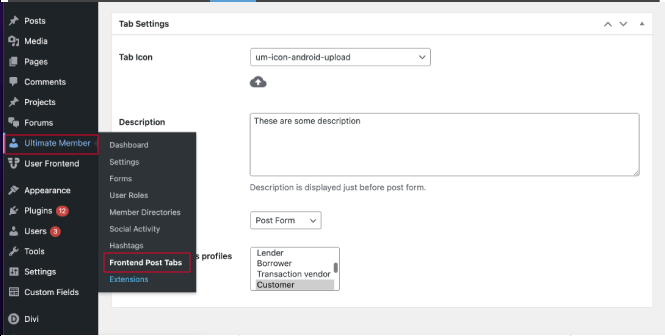 Posts
Media
Pages
Comments
Projects
Forums
Ultimate Member
User Frontend
Appearance
Plugins 12
Users 3
Tools
Settings
Custom Fields
Divi
Dashboard
Settings
Forms
User Roles
Member Directories
Social Activity
Hashtags
Frontend Post Tabs
Extensions
Tab Settings
Tab Icon
um-icon-android-upload
Description
These are some description
Description is displayed just before post form.
Post Form
s profiles
Lender
Borrower
Transaction vendor
Customer